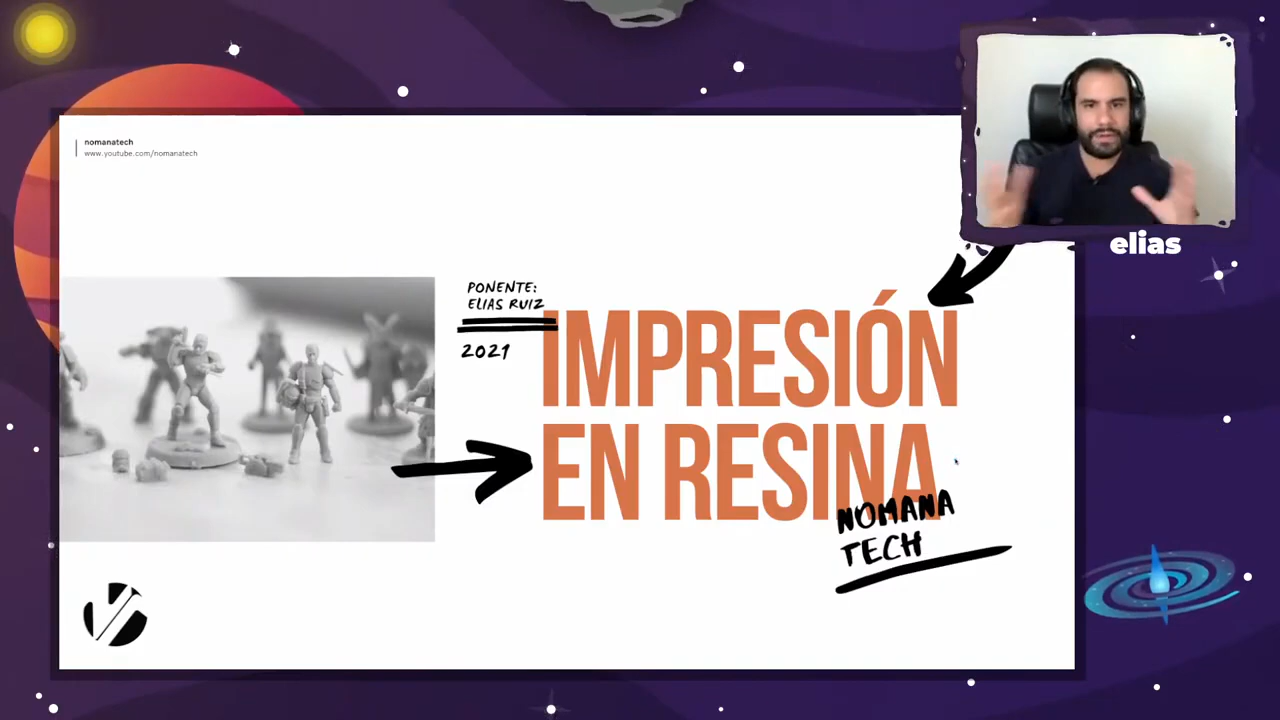 nomanatech
www.youtube.com/nomanatech
elias
PONENTE:
ELIAS RUIZ
2021
IMPRESIÓN
EN RESINA
NOMANA
TECH